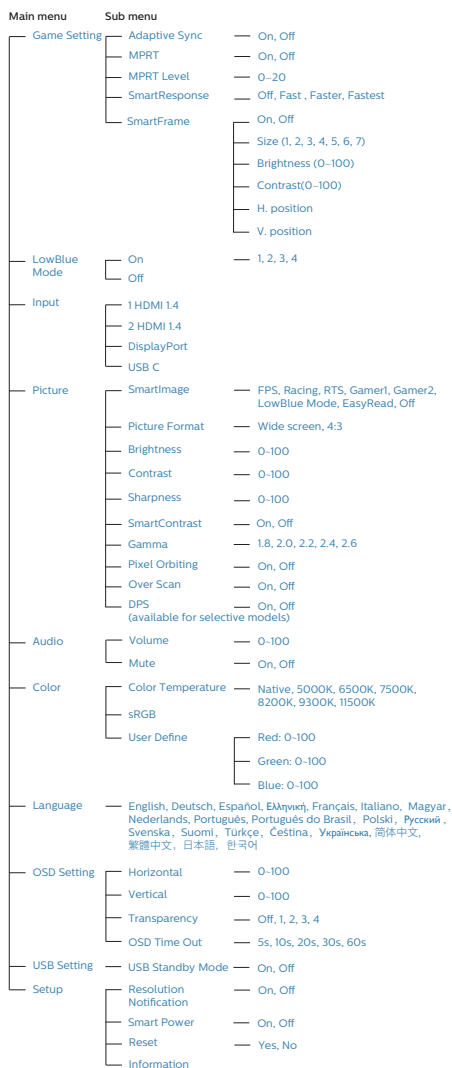 Main menu Sub menu
Game Setting Adaptive Sync On, Off
MPRT On, Off
MPRT Level 0–20
SmartResponse Off, Fast , Faster, Fastest
SmartFrame On, Off
Size (1, 2, 3, 4, 5, 6, 7)
Brightness (0–100)
Contrast(0–100)
H. position
V. position
LowBlue On 1, 2, 3, 4
Mode Off
Input 1 HDMI 1.4
2 HDMI 1.4
DisplayPort
USB C
Picture SmartImage FPS, Racing, RTS, Gamer1, Gamer2,
LowBlue Mode, EasyRead, Off
Picture Format Wide screen, 4:3
Brightness 0-100
Contrast 0-100
Sharpness 0-100
SmartContrast On, Off
Gamma 1.8, 2.0, 2.2, 2.4, 2.6
Pixel Orbiting On, Off
Over Scan On, Off
DPS On, Off
(available for selective models)
Audio Volume 0-100
Mute On, Off
Color Color Temperature Native, 5000K, 6500K, 7500K,
8200K, 9300K, 11500K
sRGB
User Define Red: 0-100
Green: 0-100
Blue: 0-100
Language English, Deutsch, Español, Ελληνική, Français, Italiano, Magyar,
Nederlands, Português, Português do Brasil, Polski, Русский ,
Svenska, Suomi, Türkçe, Čeština, Українська, 简体中文,
繁體中文, 日本語, 한국어
OSD Setting Horizontal 0-100
Vertical 0-100
Transparency Off, 1, 2, 3, 4
OSD Time Out 5s, 10s, 20s, 30s, 60s
USB Setting USB Standby Mode On, Off
Setup Resolution On, Off
Notification
Smart Power On, Off
Reset Yes, No
Information